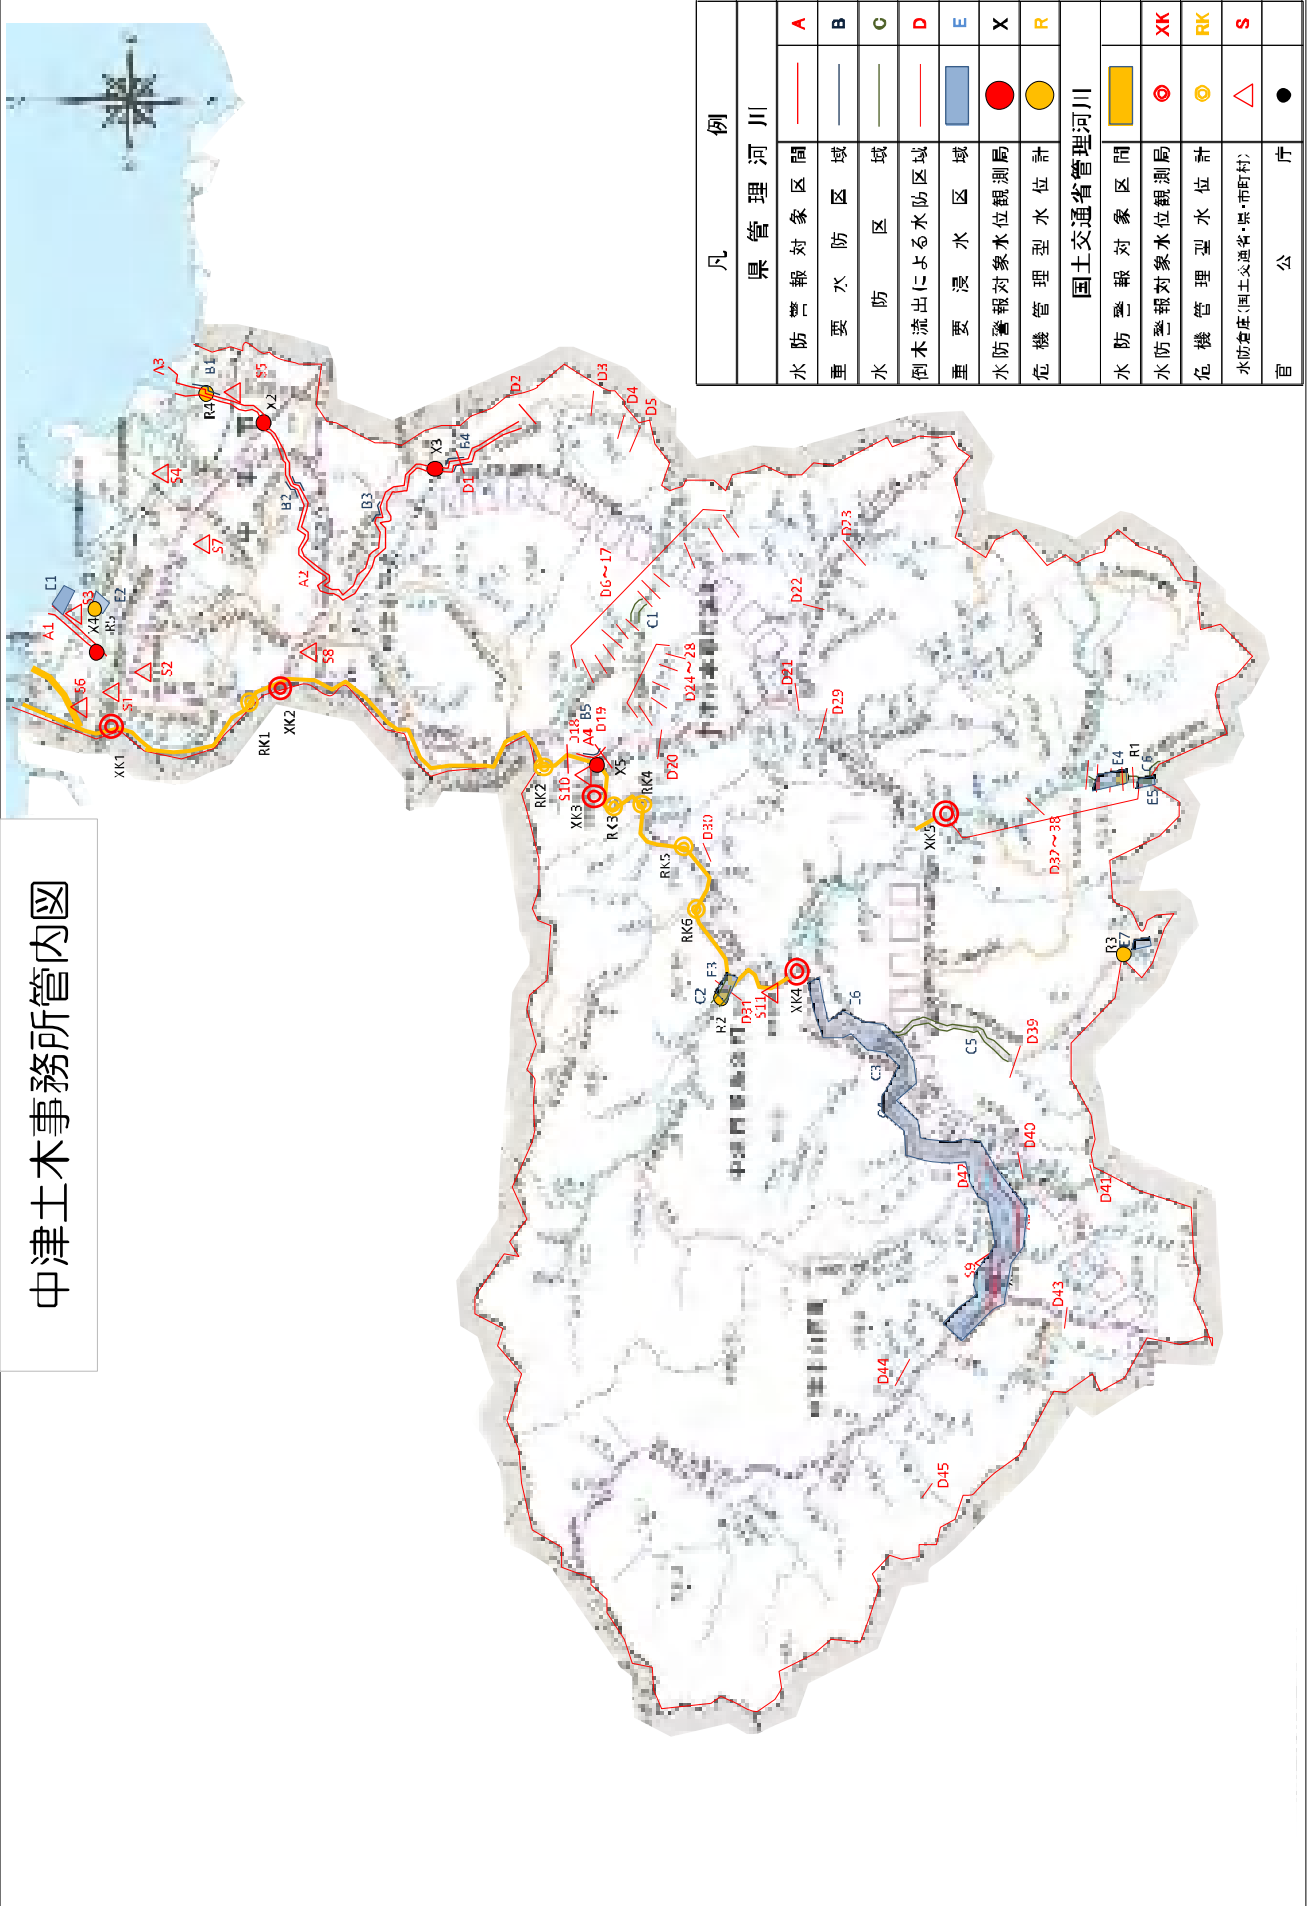 中津土木事務所管内図
凡例
県管理河川
水防警報対象区間 A
重要水防区域 B
水防区域 C
倒木流出による水防区域 D
重要浸水区域 E
水防警報対象水位観測局 X
危機管理型水位計 R
国土交通省管理河川
水防警報対象区間
水防警報対象水位観測局 XK
危機管理型水位計 RK
水防倉庫(国土交通省・県・市町村) S
官公庁
A3
B1
R4
S5
X2
S4
B2
S7
B3
A2
X3
B4
D1
D2
D3
D4
D5
E1
S3
E2
X4
R5
A1
S6
S1
S2
S8
XK1
RK1
XK2
D6~17
C1
D24~28
D23
D22
D21
D29
D18
B5
A4
D19
X5
S10
RK2
XK3
RK3
RK4
D20
RK5
D30
RK6
C2
R2
D31
S11
XK4
XK5
D32~38
E4
R1
C6
E5
R3
E7
E6
C3
C5
D39
D40
D41
D42
S9
D43
D44
D45